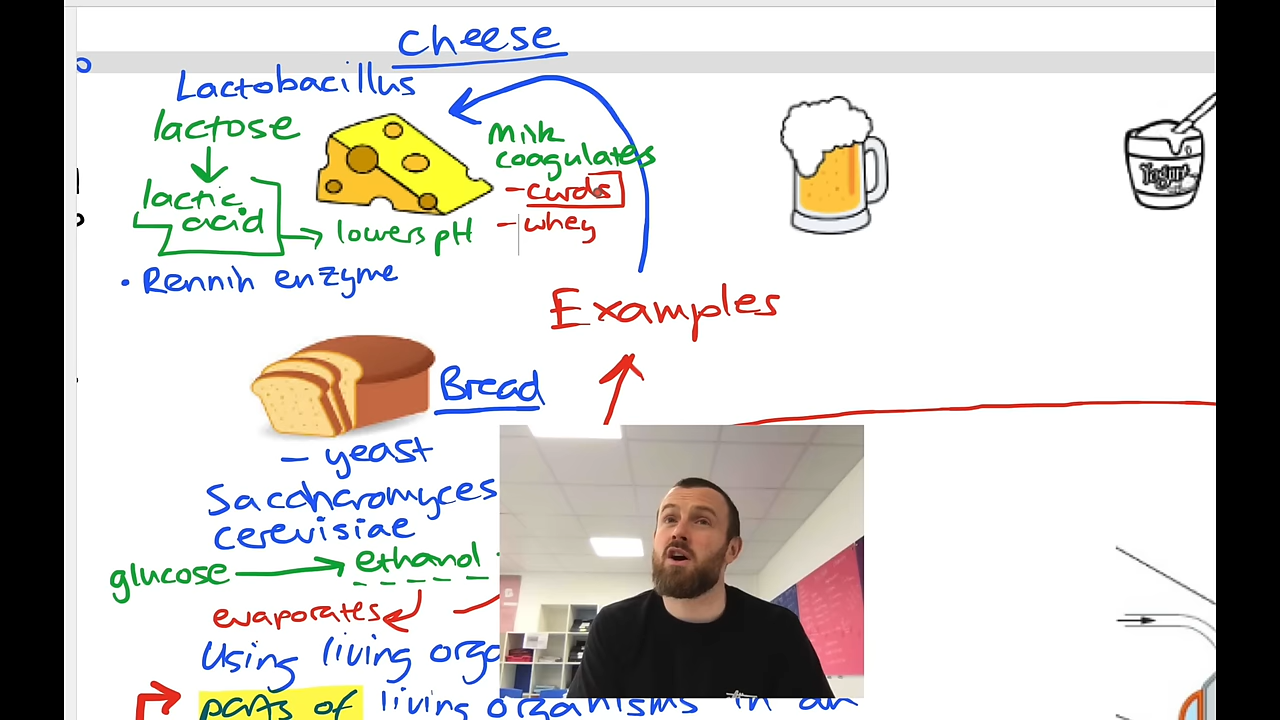 Cheese
Lactobacillus
lactose
lactic
acid
lowers pH
Milk
coagulates
- curds
- whey
• Rennin enzyme
Yogurt
Examples
Bread
- yeast
Saccharomyces
cerevisiae
glucose → ethanol
evaporates
Using living
parts of living organisms in an